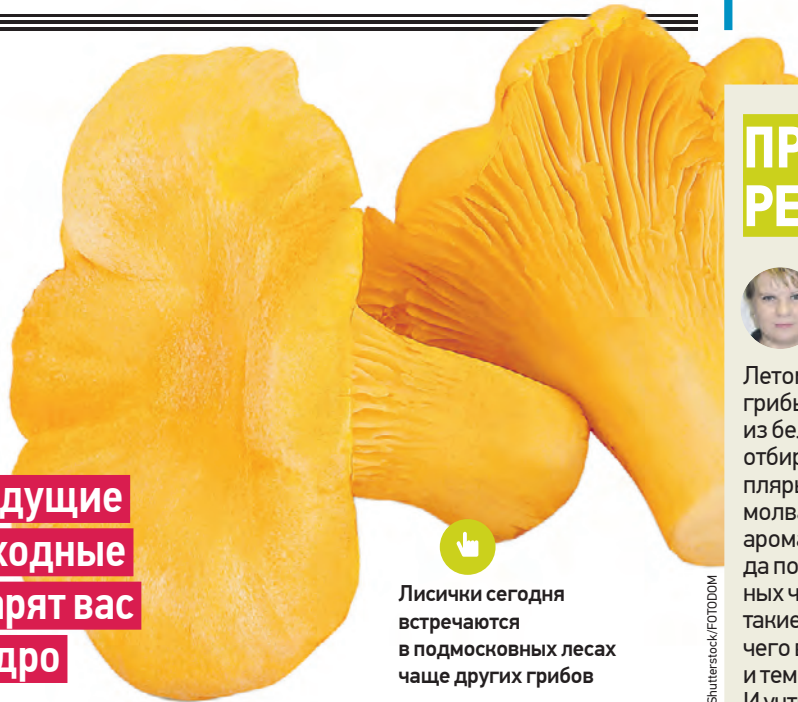 дущие
ходные
арят вас
дро
Лисички сегодня
встречаются
в подмосковных лесах
чаще других грибов
Shutterstock/FOTODOM
ПР
РЕ
Летом
грибы
из бел
отбир
пляры
молва
арома
да по
ных ч
такие
чего
и тем